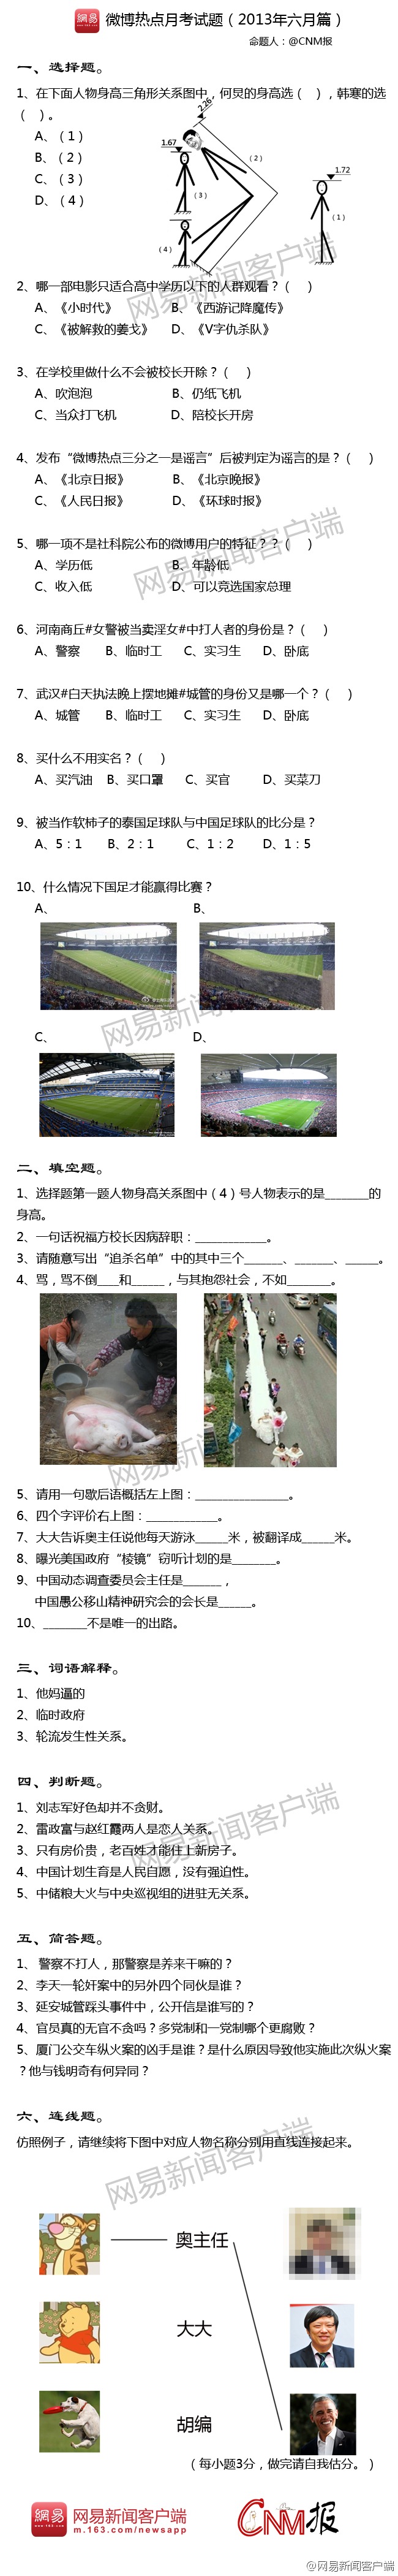 網易 微博热点月考试题（2013年六月篇）
命题人：@CNM报
一、选择题。
1、在下面人物身高三角形关系图中，何炅的身高选（ ），韩寒的选
（ ）。
A、（1）
B、（2）
C、（3）
D、（4）
2.26
1.67
（2）
1.72
（3）
（1）
（4）
2、哪一部电影只适合高中学历以下的人群观看？（ ）
A、《小时代》 B、《西游记降魔传》
C、《被解救的姜戈》 D、《V字仇杀队》
3、在学校里做什么不会被校长开除？（ ）
A、吹泡泡 B、仍纸飞机
C、当众打飞机 D、陪校长开房
4、发布“微博热点三分之一是谣言”后被判定为谣言的是？（ ）
A、《北京日报》 B、《北京晚报》
C、《人民日报》 D、《环球时报》
5、哪一项不是社科院公布的微博用户的特征？？（ ）
A、学历低 B、年龄低
C、收入低 D、可以竞选国家总理
6、河南商丘#女警被当卖淫女#中打人者的身份是？（ ）
A、警察 B、临时工 C、实习生 D、卧底
7、武汉#白天执法晚上摆地摊#城管的身份又是哪一个？（ ）
A、城管 B、临时工 C、实习生 D、卧底
8、买什么不用实名？（ ）
A、买汽油 B、买口罩 C、买官 D、买菜刀
9、被当作软柿子的泰国足球队与中国足球队的比分是？
A、5：1 B、2：1 C、1：2 D、1：5
10、什么情况下国足才能赢得比赛？
A、 B、
C、 D、
二、填空题。
1、选择题第一题人物身高关系图中（4）号人物表示的是_______的
身高。
2、一句话祝福方校长因病辞职：____________。
3、请随意写出“追杀名单”中的其中三个______、______、_____。
4、骂，骂不倒___和_____，与其抱怨社会，不如_______。
5、请用一句歇后语概括左上图：_______________。
6、四个字评价右上图：___________。
7、大大告诉奥主任说他每天游泳_____米，被翻译成_____米。
8、曝光美国政府“棱镜”窃听计划的是_______。
9、中国动态调查委员会主任是______，
中国愚公移山精神研究会的会长是_____。
10、_______不是唯一的出路。
三、词语解释。
1、他妈逼的
2、临时政府
3、轮流发生性关系。
四、判断题。
1、刘志军好色却并不贪财。
2、雷政富与赵红霞两人是恋人关系。
3、只有房价贵，老百姓才能住上新房子。
4、中国计划生育是人民自愿，没有强迫性。
5、中储粮大火与中央巡视组的进驻无关系。
五、简答题。
1、 警察不打人，那警察是养来干嘛的？
2、李天一轮奸案中的另外四个同伙是谁？
3、延安城管踩头事件中，公开信是谁写的？
4、官员真的无官不贪吗？多党制和一党制哪个更腐败？
5、厦门公交车纵火案的凶手是谁？是什么原因导致他实施此次纵火案
？他与钱明奇有何异同？
六、连线题。
仿照例子，请继续将下图中对应人物名称分别用直线连接起来。
奥主任
大大
胡编
（每小题3分，做完请自我估分。）
網易 网易新闻客户端
m.163.com/newsapp
CNM报
@网易新闻客户端
网易新闻客户端
网易新闻客户端
网易新闻客户端
网易新闻客户端
网易新闻客户端
网易新闻客户端